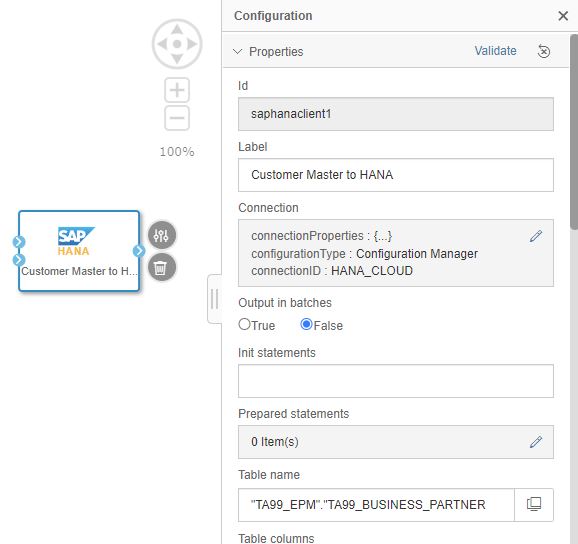 Configuration
Properties
Validate
Id
saphanaclient1
Label
Customer Master to HANA
Connection
connectionProperties : {...}
configurationType : Configuration Manager
connectionID : HANA_CLOUD
Output in batches
True
False
Init statements
Prepared statements
0 Item(s)
Table name
"TA99_EPM"."TA99_BUSINESS_PARTNER
Table columns
100%
SAP
HANA
Customer Master to H...